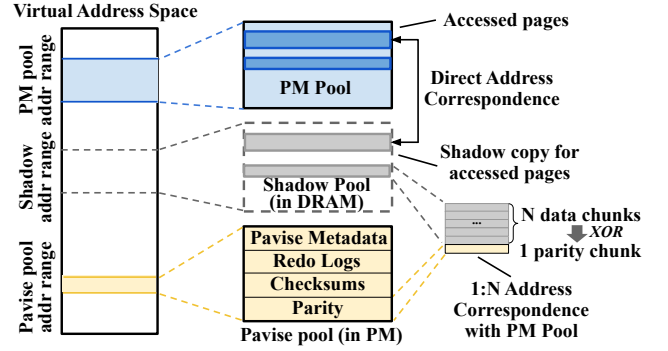 Virtual Address Space
PM pool
addr range
Shadow
addr range
Pavise pool
addr range
PM Pool
Shadow Pool
(in DRAM)
Pavise Metadata
Redo Logs
Checksums
Parity
Pavise pool (in PM)
Accessed pages
Direct Address
Correspondence
Shadow copy for
accessed pages
...
N data chunks
XOR
1 parity chunk
1:N Address
Correspondence
with PM Pool